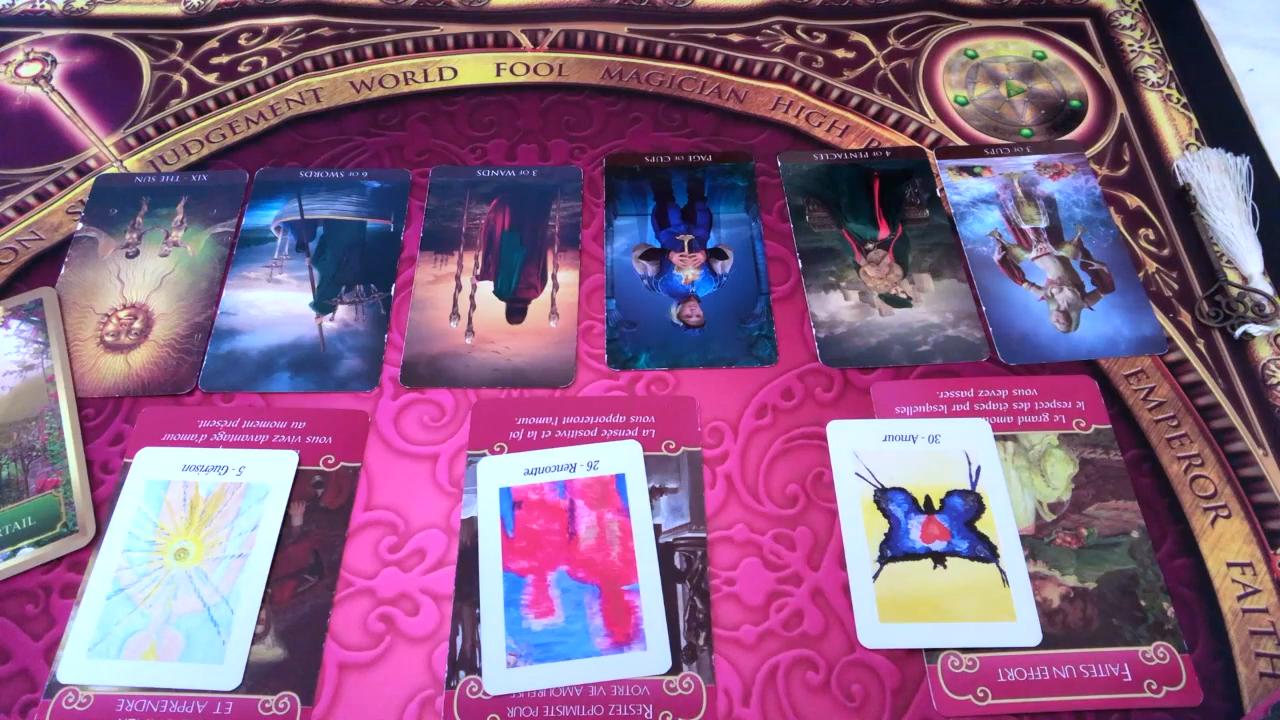 JUDGEMENT WORLD FOOL MAGICIAN HIGH
EMPEROR
FAITH
XIX - THE SUN
6 OF SWORDS
3 OF WANDS
PAGE OF CUPS
4 OF PENTACLES
3 OF CUPS
vous vivez davantage d'amour
au moment présent.
5 - Guérison
ET APPRENDRE
La pensée positive et la foi
vous apporteront l'amour.
26 - Rencontre
RESTEZ OPTIMISTE POUR
VOTRE VIE AMOUREUSE
Le grand amo
le respect des étapes par lesquelles
vous devez passer.
30 - Amour
FAITES UN EFFORT